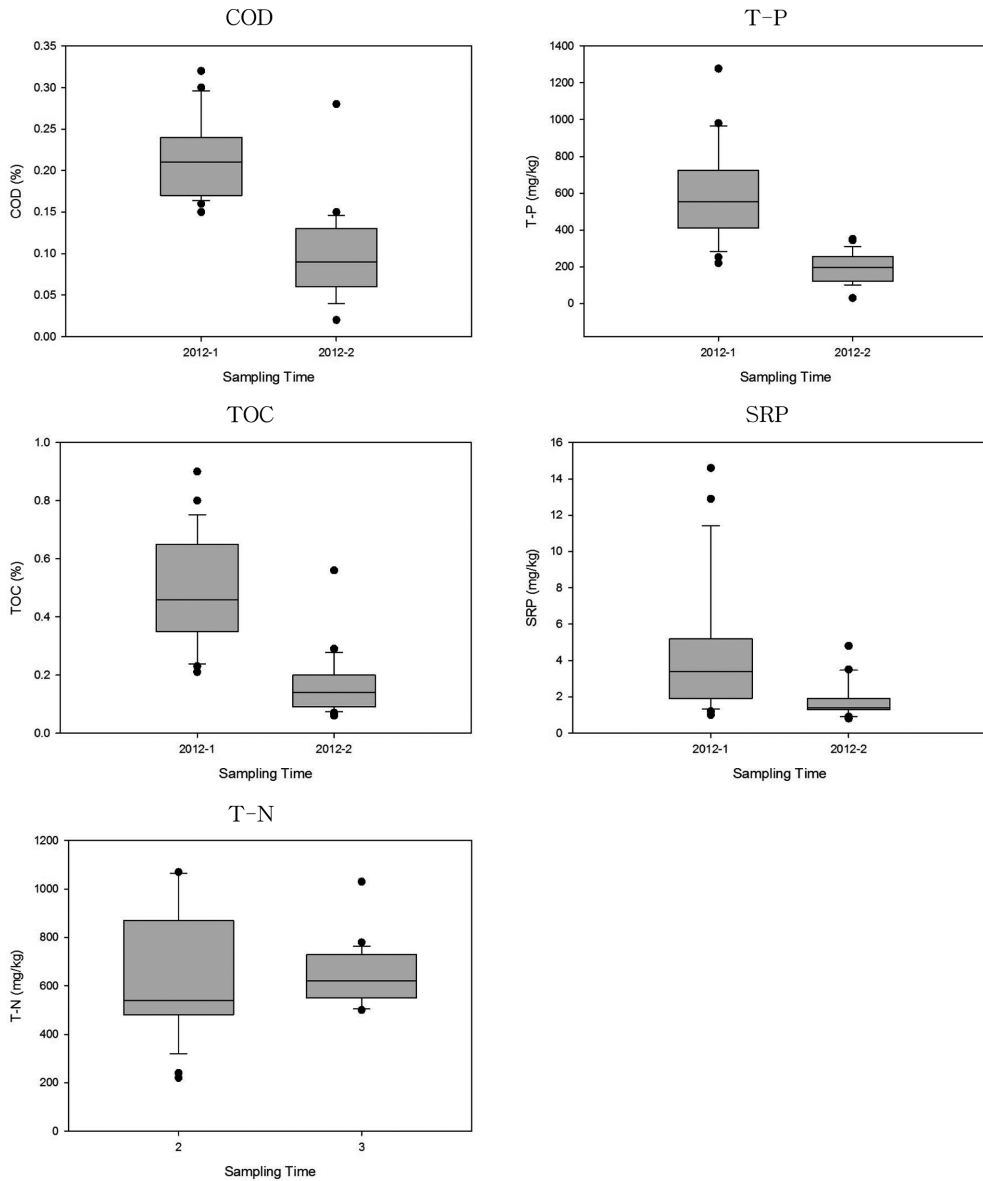 COD
0.35
0.30
0.25
0.20
0.15
0.10
0.05
0.00
COD (%)
2012-1 2012-2
Sampling Time
T-P
1400
1200
1000
800
600
400
200
0
T-P (mg/kg)
2012-1 2012-2
Sampling Time
TOC
1.0
0.8
0.6
0.4
0.2
0.0
TOC (%)
2012-1 2012-2
Sampling Time
SRP
16
14
12
10
8
6
4
2
0
SRP (mg/kg)
2012-1 2012-2
Sampling Time
T-N
1200
1000
800
600
400
200
0
T-N (mg/kg)
2 3
Sampling Time